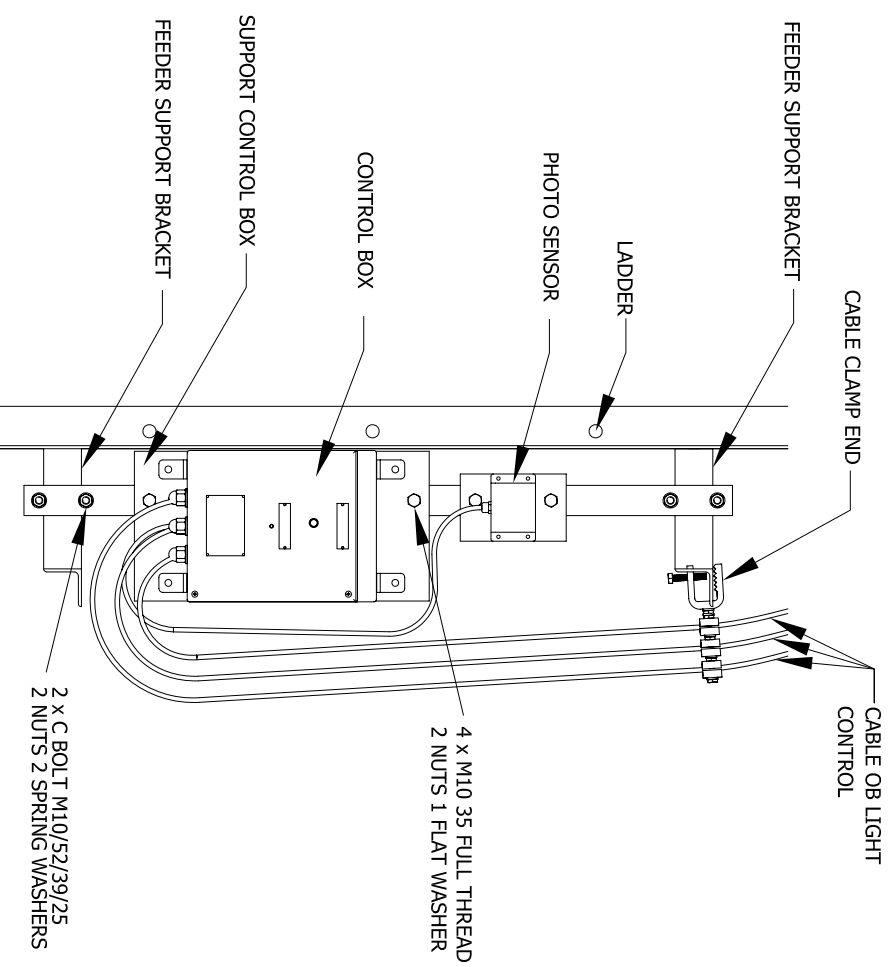 FEEDER SUPPORT BRACKET
CABLE CLAMP END
LADDER
PHOTO SENSOR
CONTROL BOX
SUPPORT CONTROL BOX
FEEDER SUPPORT BRACKET
CABLE OB LIGHT
CONTROL
4 x M10 35 FULL THREAD
2 NUTS 1 FLAT WASHER
2 x C BOLT M10/52/39/25
2 NUTS 2 SPRING WASHERS